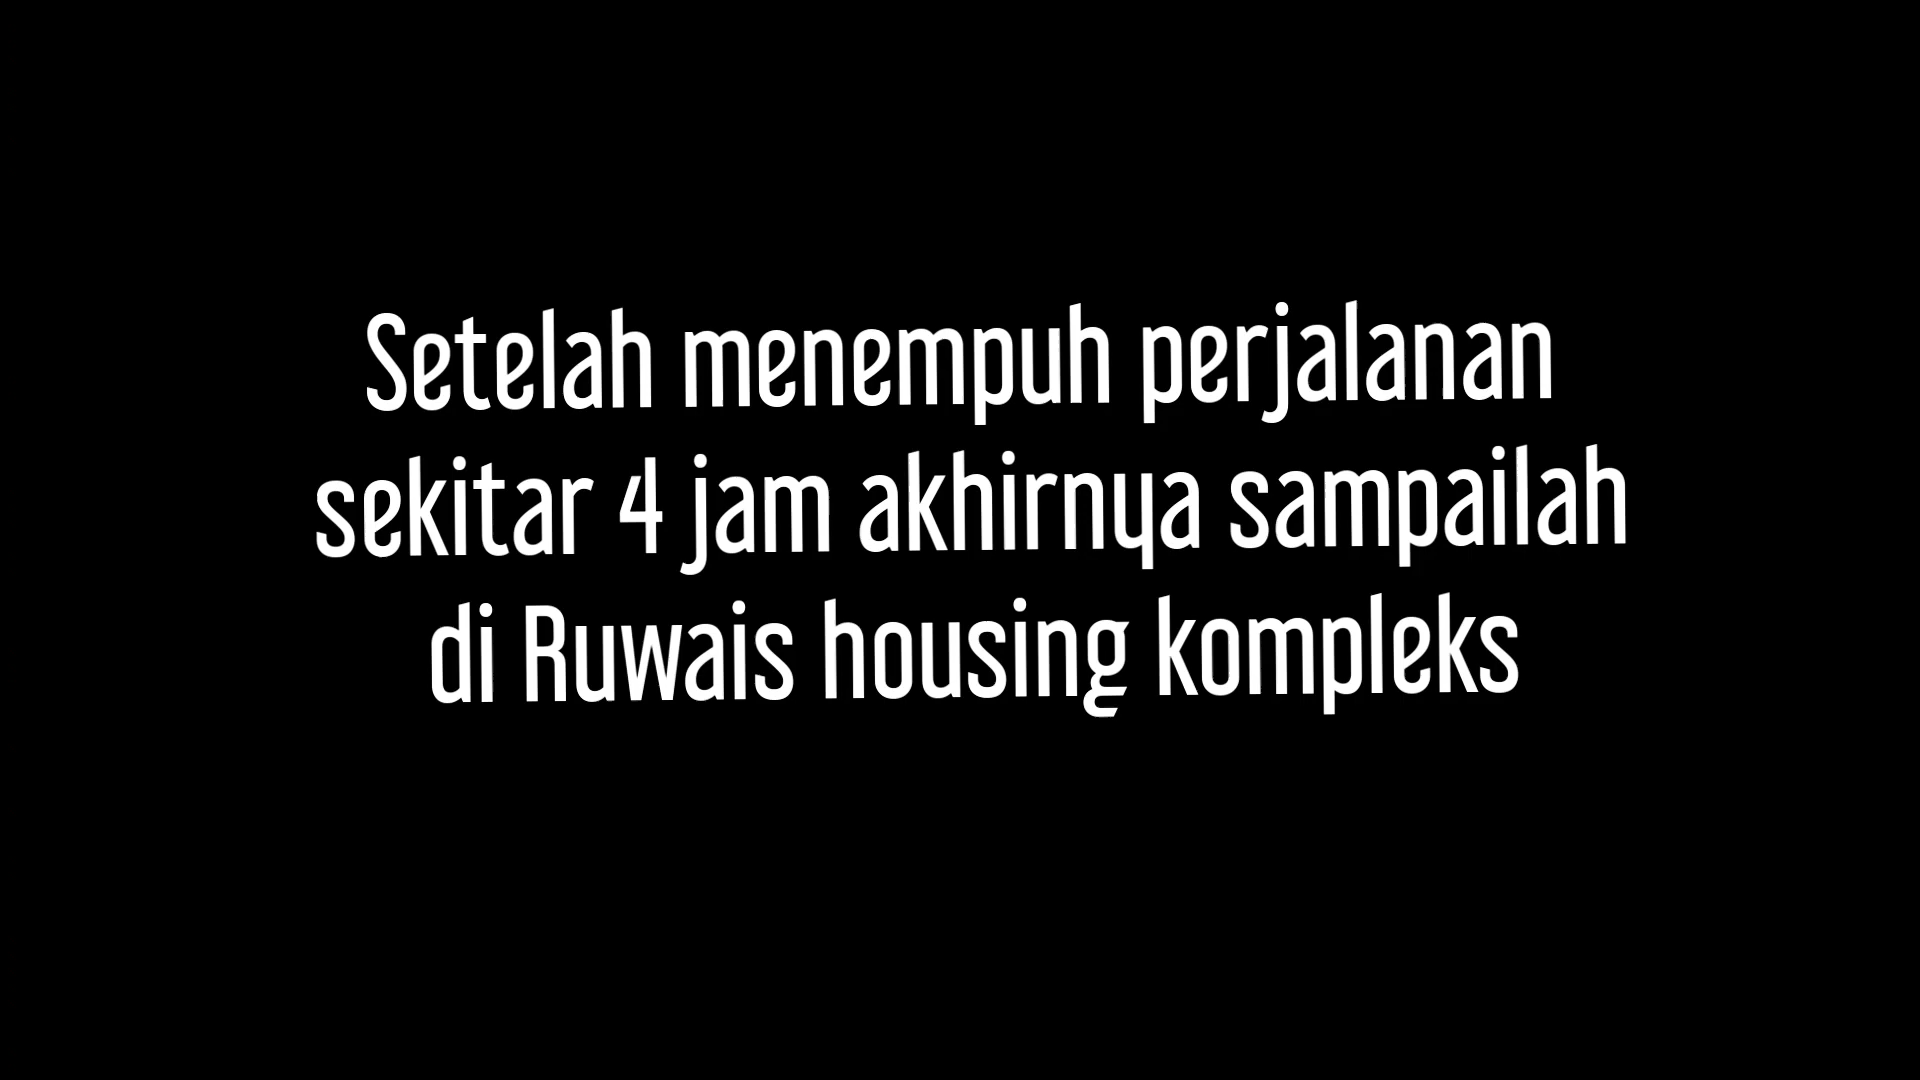 Setelah menempuh perjalanan
sekitar 4 jam akhirnya sampailah
di Ruwais housing kompleks